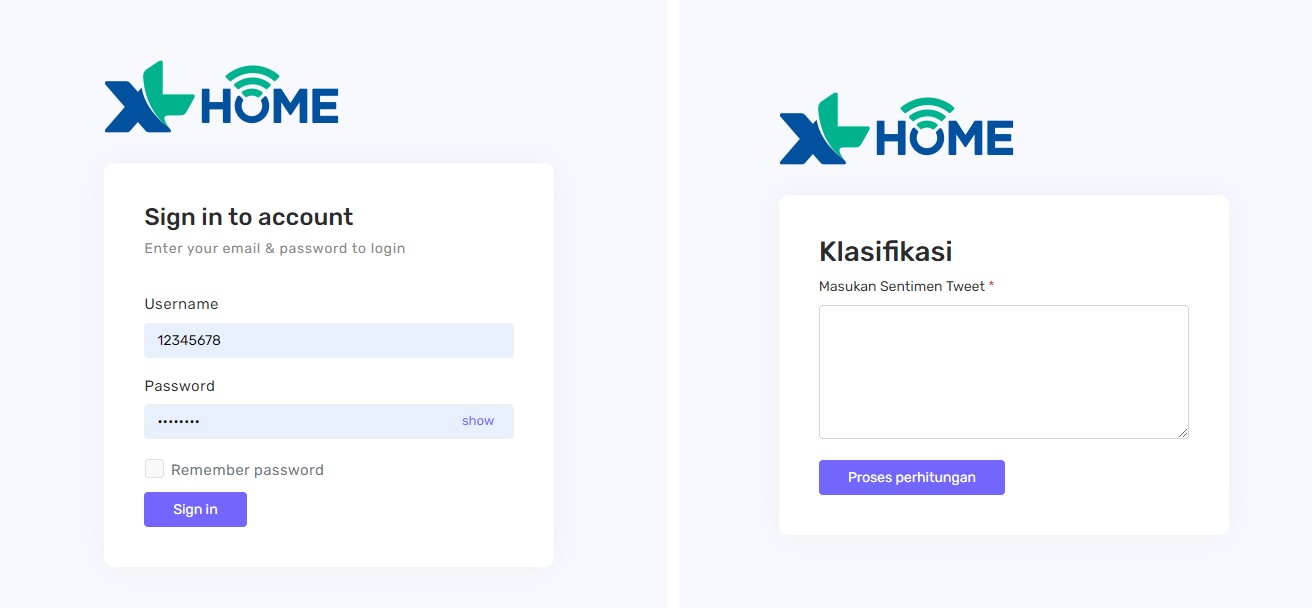 XL HOME
Sign in to account
Enter your email & password to login
Username
12345678
Password
••••••••
show
Remember password
Sign in
XL HOME
Klasifikasi
Masukan Sentimen Tweet *
Proses perhitungan